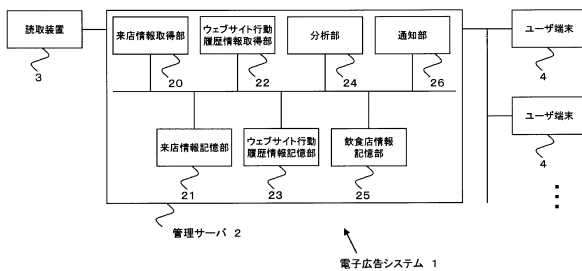 読取装置
3
来店情報取得部
20
ウェブサイト行動
履歴情報取得部
22
分析部
24
通知部
26
ユーザ端末
4
ユーザ端末
4
来店情報記憶部
21
ウェブサイト行動
履歴情報記憶部
23
飲食店情報
記憶部
25
管理サーバ 2
電子広告システム 1